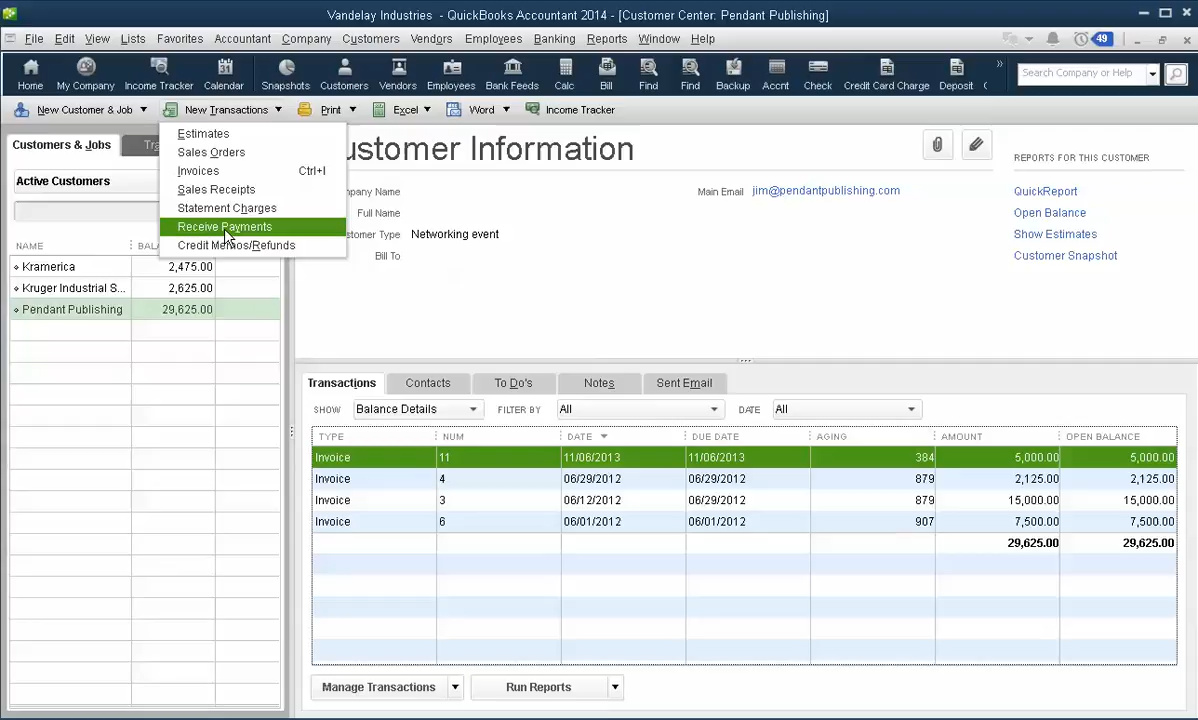 Vandelay Industries - QuickBooks Accountant 2014 - [Customer Center: Pendant Publishing]
File Edit View Lists Favorites Accountant Company Customers Vendors Employees Banking Reports Window Help 49
Home My Company Income Tracker Calendar Snapshots Customers Vendors Employees Bank Feeds Calc Bill Find Find Backup Accnt Check Credit Card Charge Deposit » Search Company or Help
New Customer & Job New Transactions Print Excel Word Income Tracker
Customers & Jobs Tra
Active Customers
NAME BALA
Kramerica 2,475.00
Kruger Industrial S... 2,625.00
Pendant Publishing 29,625.00
Estimates
Sales Orders
Invoices Ctrl+I
Sales Receipts
Statement Charges
Receive Payments
Credit Memos/Refunds
ustomer Information
mpany Name
Full Name
stomer Type Networking event
Bill To
Main Email jim@pendantpublishing.com
REPORTS FOR THIS CUSTOMER
QuickReport
Open Balance
Show Estimates
Customer Snapshot
Transactions Contacts To Do's Notes Sent Email
SHOW Balance Details FILTER BY All DATE All
TYPE NUM DATE DUE DATE AGING AMOUNT OPEN BALANCE
Invoice 11 11/06/2013 11/06/2013 384 5,000.00 5,000.00
Invoice 4 06/29/2012 06/29/2012 879 2,125.00 2,125.00
Invoice 3 06/12/2012 06/29/2012 879 15,000.00 15,000.00
Invoice 6 06/01/2012 06/01/2012 907 7,500.00 7,500.00
29,625.00 29,625.00
Manage Transactions Run Reports